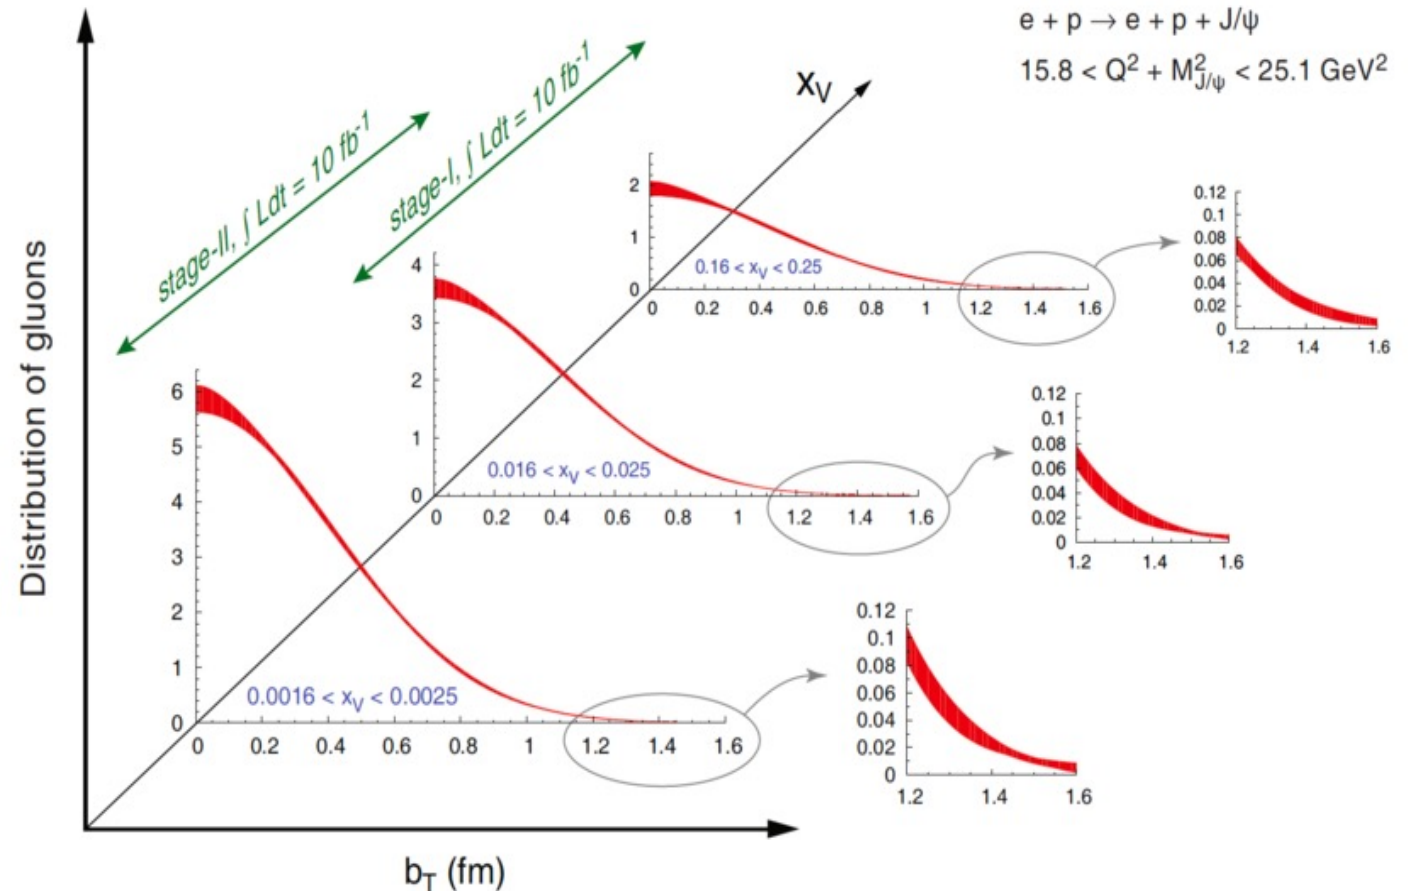 e + p → e + p + J/ψ
15.8 < Q² + M²_J/ψ < 25.1 GeV²
stage-II, ∫ Ldt = 10 fb⁻¹
stage-I, ∫ Ldt = 10 fb⁻¹
x_V
Distribution of gluons
2
1
0
0.16 < x_V < 0.25
0 0.2 0.4 0.6 0.8 1 1.2 1.4 1.6
0.12
0.1
0.08
0.06
0.04
0.02
0
1.2 1.4 1.6
4
3
2
1
0
0.016 < x_V < 0.025
0 0.2 0.4 0.6 0.8 1 1.2 1.4 1.6
0.12
0.1
0.08
0.06
0.04
0.02
0
1.2 1.4 1.6
6
5
4
3
2
1
0
0.0016 < x_V < 0.0025
0 0.2 0.4 0.6 0.8 1 1.2 1.4 1.6
0.12
0.1
0.08
0.06
0.04
0.02
0
1.2 1.4 1.6
b_T (fm)